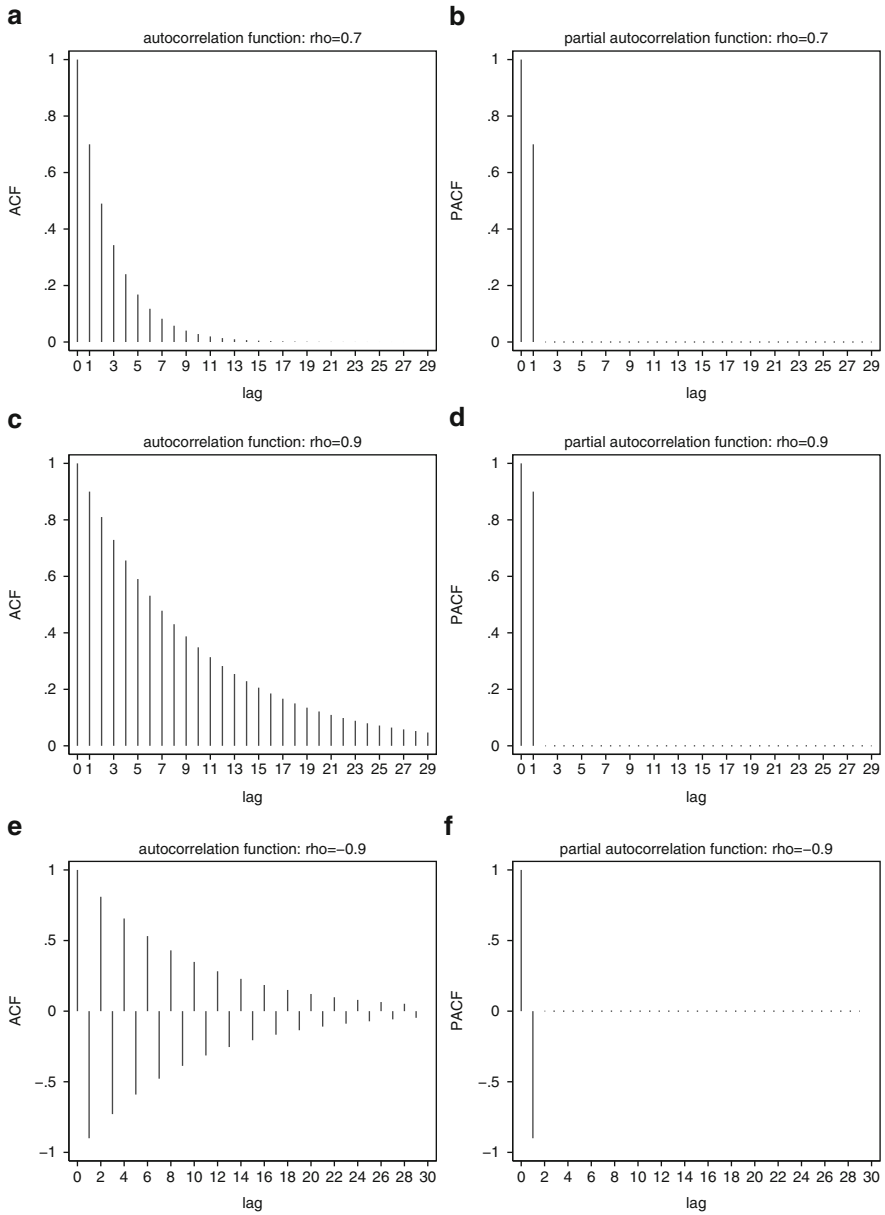 a
autocorrelation function: rho=0.7
1
.8
.6
.4
.2
0
ACF
0 1 3 5 7 9 11 13 15 17 19 21 23 25 27 29
lag
b
partial autocorrelation function: rho=0.7
1
.8
.6
.4
.2
0
PACF
0 1 3 5 7 9 11 13 15 17 19 21 23 25 27 29
lag
c
autocorrelation function: rho=0.9
1
.8
.6
.4
.2
0
ACF
0 1 3 5 7 9 11 13 15 17 19 21 23 25 27 29
lag
d
partial autocorrelation function: rho=0.9
1
.8
.6
.4
.2
0
PACF
0 1 3 5 7 9 11 13 15 17 19 21 23 25 27 29
lag
e
autocorrelation function: rho=−0.9
1
.5
0
−.5
−1
ACF
0 2 4 6 8 10 12 14 16 18 20 22 24 26 28 30
lag
f
partial autocorrelation function: rho=−0.9
1
.5
0
−.5
−1
PACF
0 2 4 6 8 10 12 14 16 18 20 22 24 26 28 30
lag